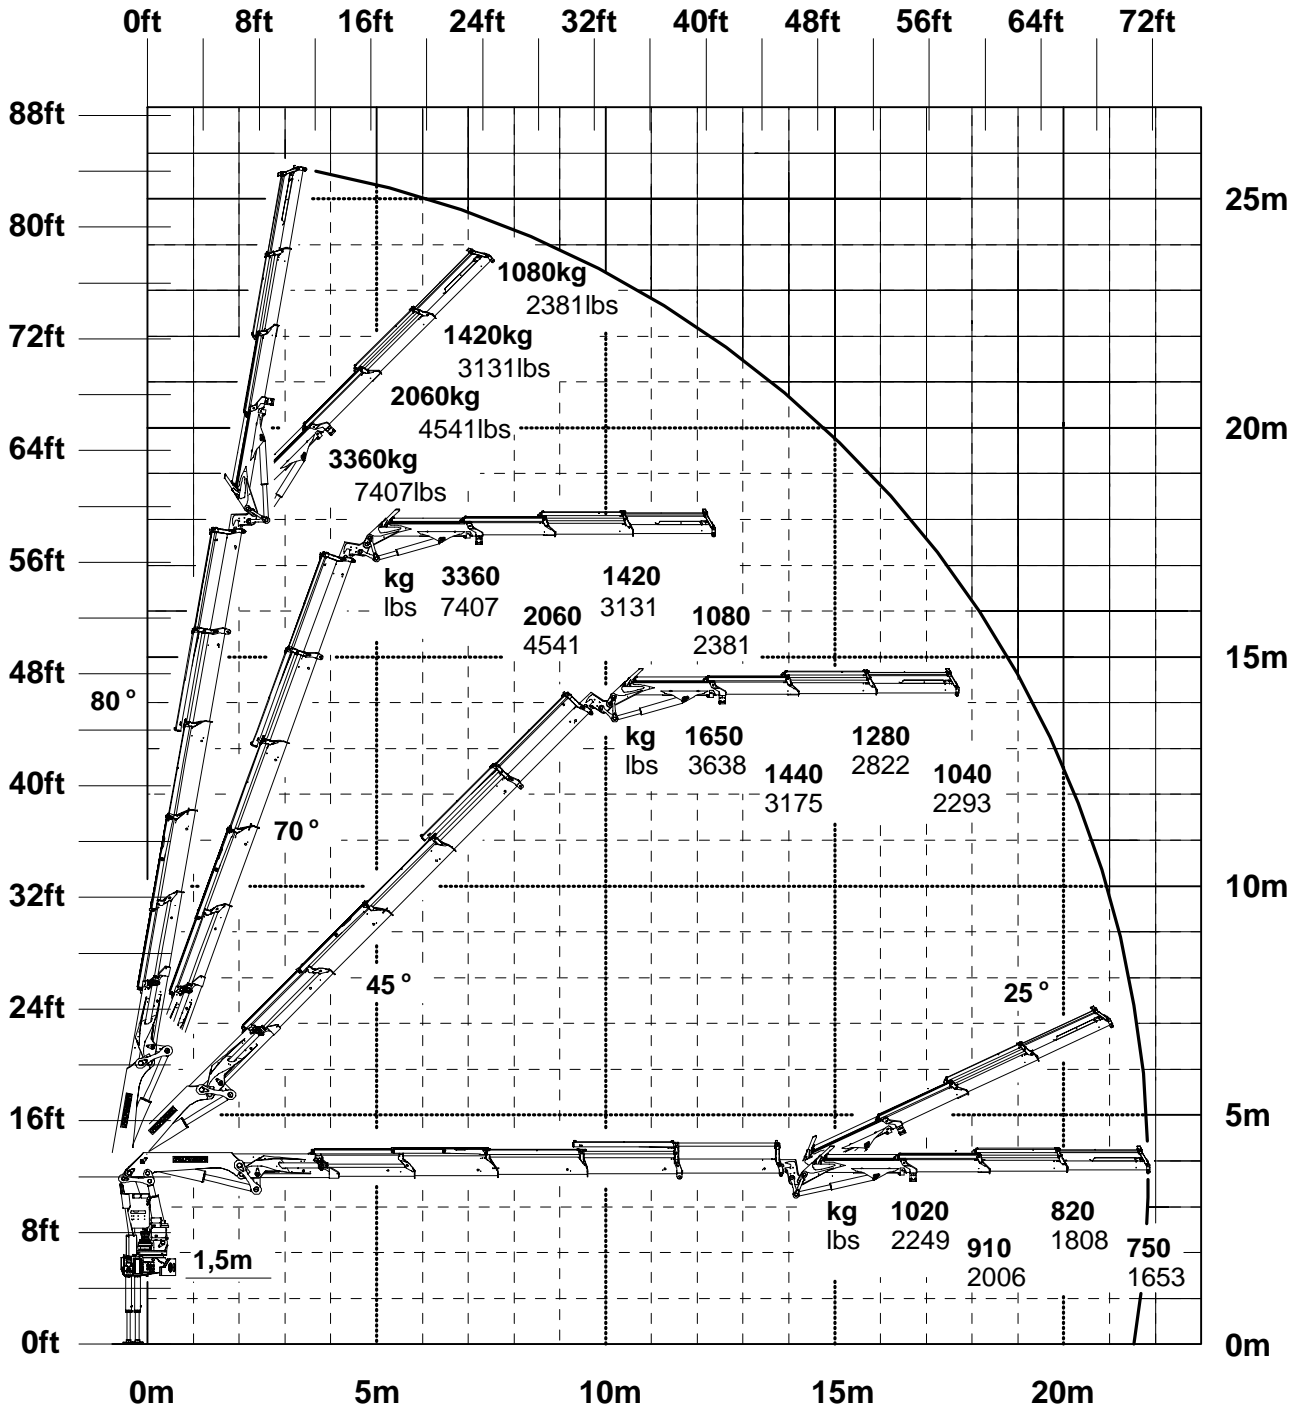 0ft 8ft 16ft 24ft 32ft 40ft 48ft 56ft 64ft 72ft
88ft
25m
80ft
1080kg
2381lbs
72ft
1420kg
3131lbs
2060kg
4541lbs
20m
64ft
3360kg
7407lbs
56ft
kg 3360 1420
lbs 7407 3131
2060 1080
4541 2381
15m
48ft
80°
kg 1650 1280
lbs 3638 2822
1440 1040
3175 2293
40ft
70°
32ft
10m
45°
25°
24ft
16ft
5m
kg 1020 820
lbs 2249 1808
8ft
910 750
2006 1653
1,5m
0ft
0m
0m 5m 10m 15m 20m